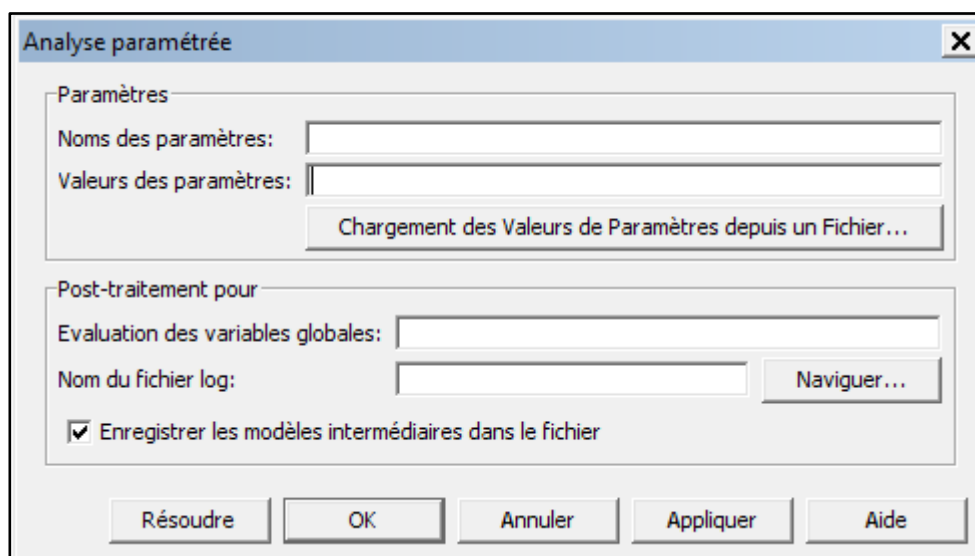 Analyse paramétrée
Paramètres
Noms des paramètres:
Valeurs des paramètres:
Chargement des Valeurs de Paramètres depuis un Fichier...
Post-traitement pour
Evaluation des variables globales:
Nom du fichier log:
Naviguer...
Enregistrer les modèles intermédiaires dans le fichier
Résoudre OK Annuler Appliquer Aide